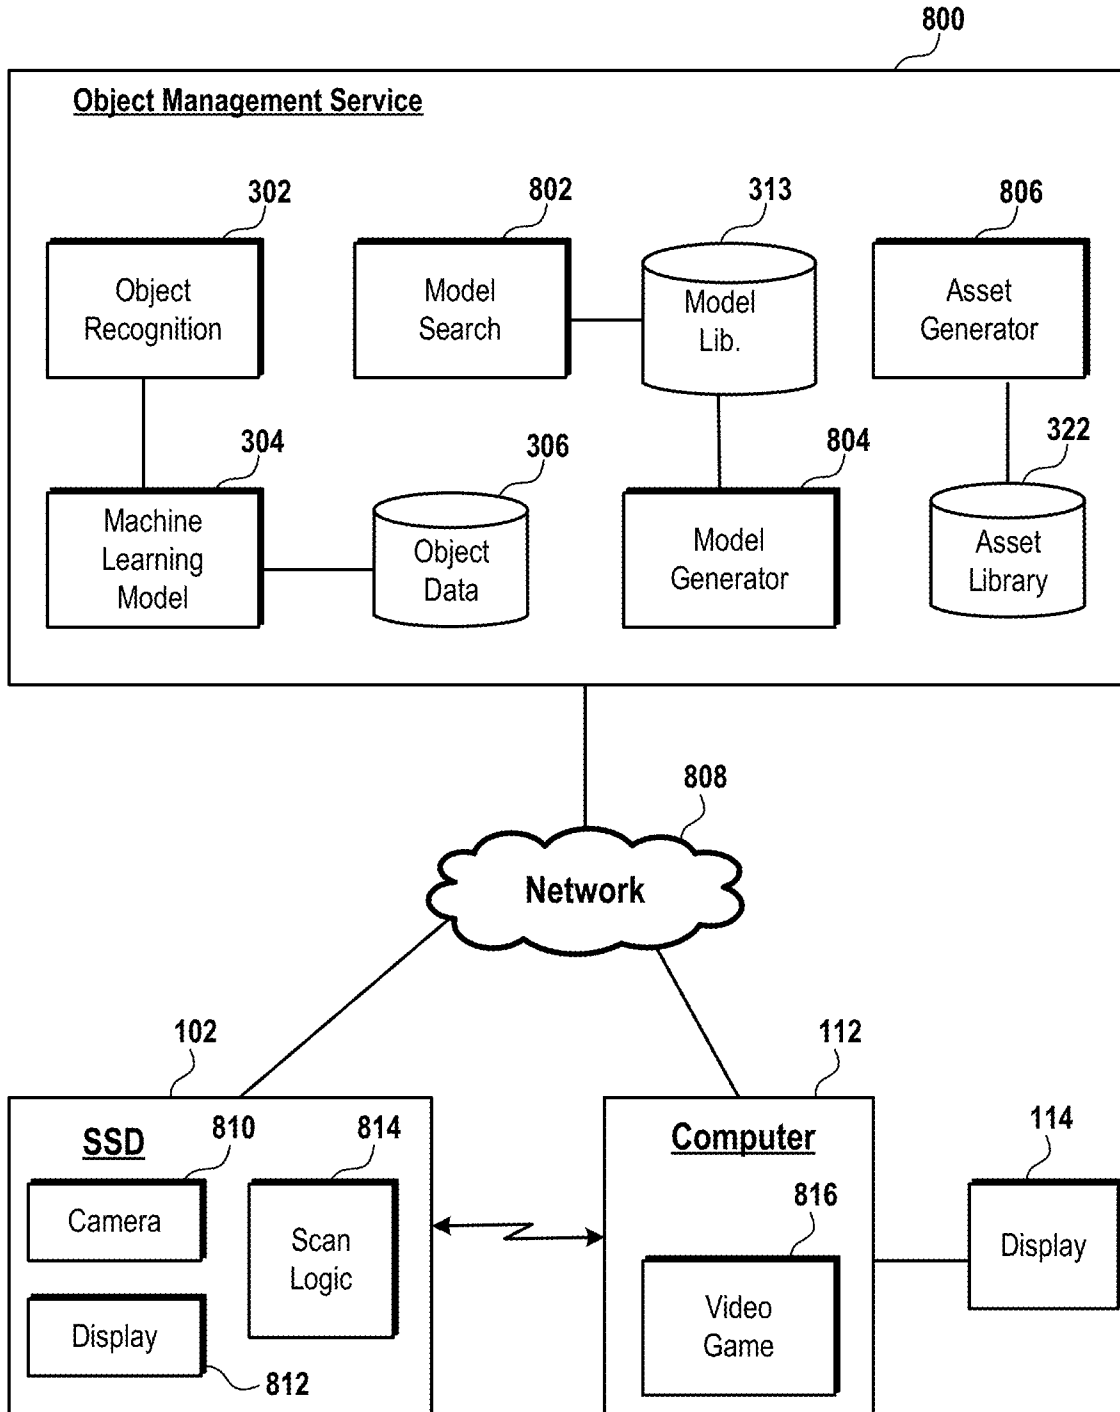 800
Object Management Service
302
802
313
806
Object
Recognition
Model
Search
Model
Lib.
Asset
Generator
304
306
804
322
Machine
Learning
Model
Object
Data
Model
Generator
Asset
Library
808
Network
102
112
SSD
810
814
Computer
114
Camera
Scan
Logic
816
Display
Display
812
Video
Game